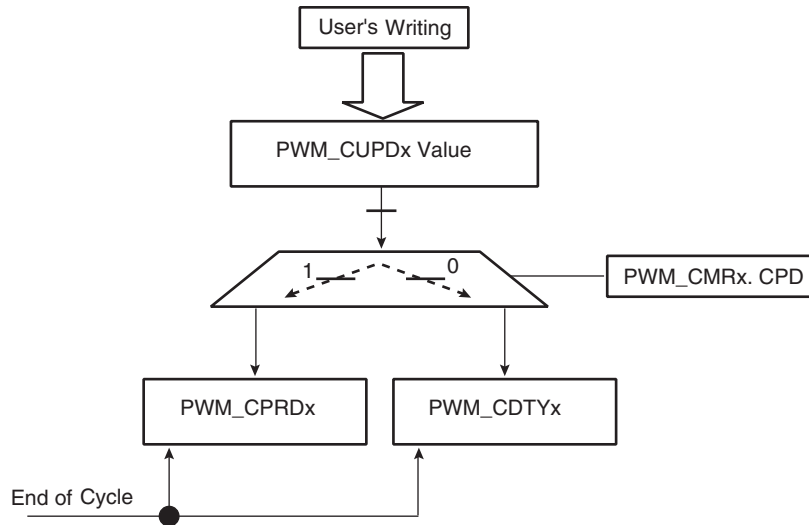 User's Writing
PWM_CUPDx Value
1
0
PWM_CMRx. CPD
PWM_CPRDx
PWM_CDTYx
End of Cycle